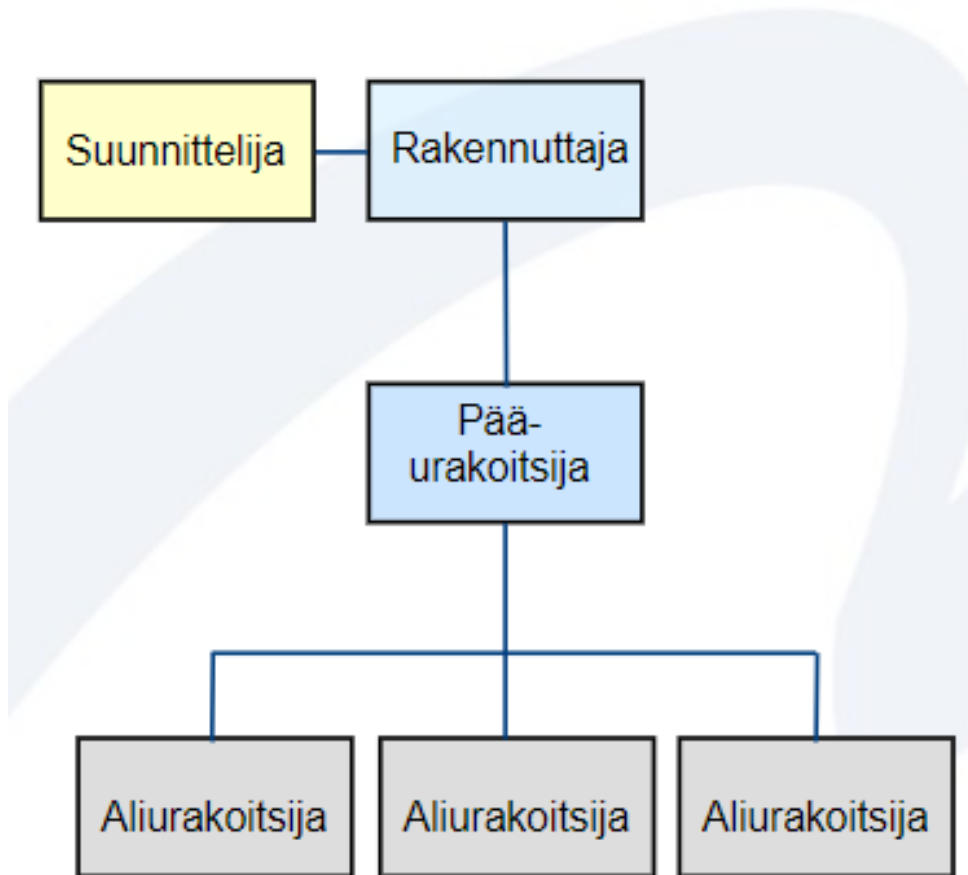 Suunnittelija
Rakennuttaja
Pää-
urakoitsija
Aliurakoitsija
Aliurakoitsija
Aliurakoitsija